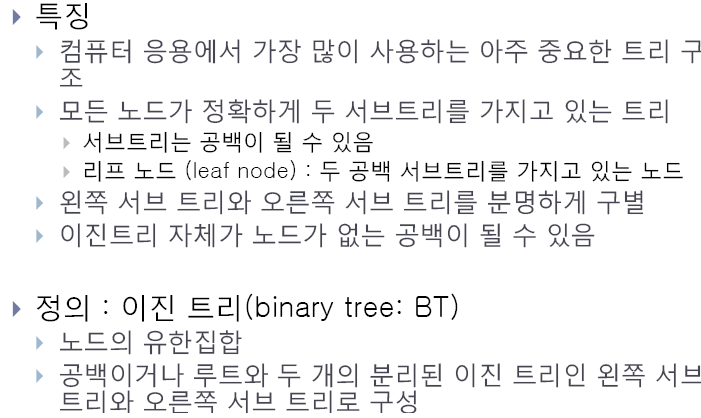 특징
컴퓨터 응용에서 가장 많이 사용하는 아주 중요한 트리 구
조
모든 노드가 정확하게 두 서브트리를 가지고 있는 트리
서브트리는 공백이 될 수 있음
리프 노드 (leaf node) : 두 공백 서브트리를 가지고 있는 노드
왼쪽 서브 트리와 오른쪽 서브 트리를 분명하게 구별
이진트리 자체가 노드가 없는 공백이 될 수 있음
정의 : 이진 트리(binary tree: BT)
노드의 유한집합
공백이거나 루트와 두 개의 분리된 이진 트리인 왼쪽 서브
트리와 오른쪽 서브 트리로 구성